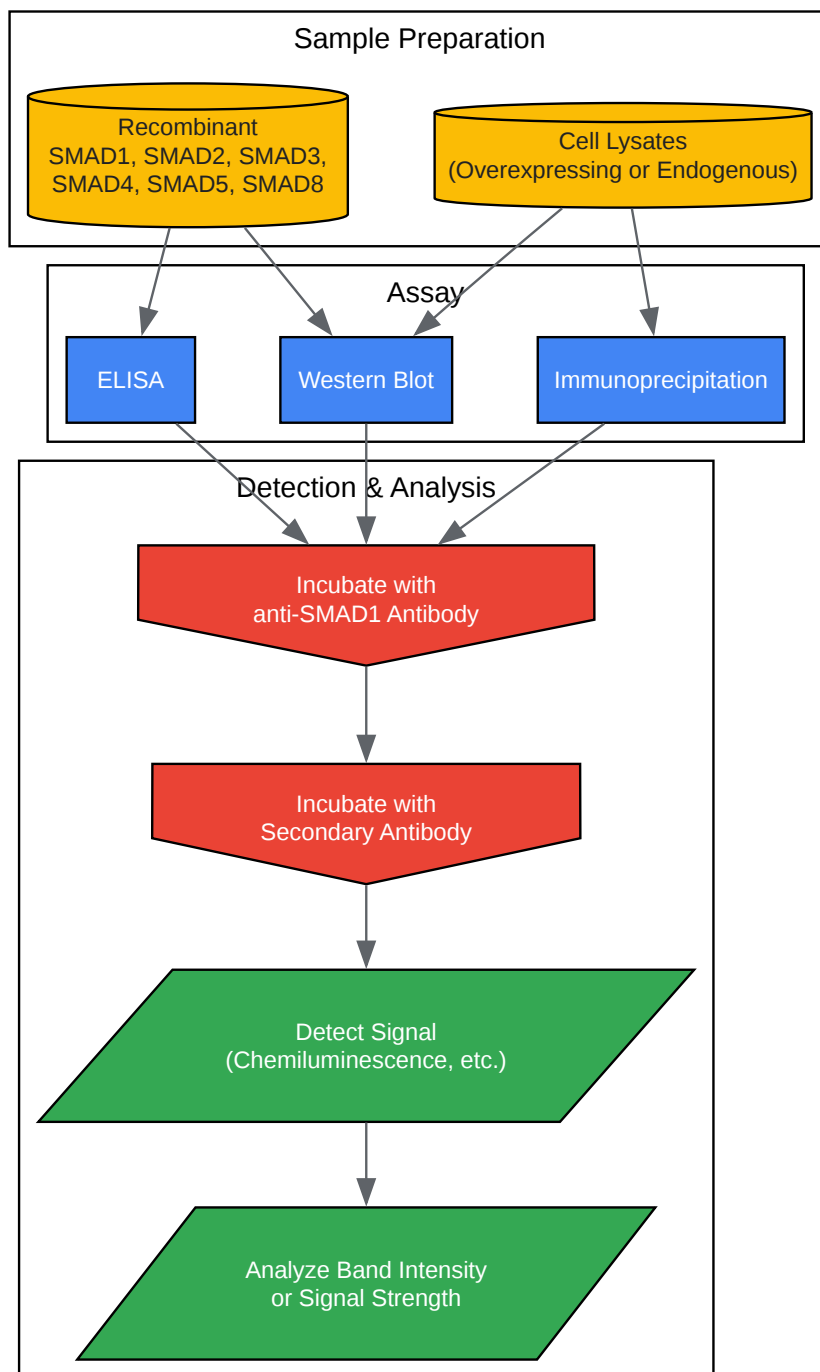 Sample Preparation
Recombinant
SMAD1, SMAD2, SMAD3,
SMAD4, SMAD5, SMAD8
Cell Lysates
(Overexpressing or Endogenous)
Assay
ELISA
Western Blot
Immunoprecipitation
Detection & Analysis
Incubate with
anti-SMAD1 Antibody
Incubate with
Secondary Antibody
Detect Signal
(Chemiluminescence, etc.)
Analyze Band Intensity
or Signal Strength